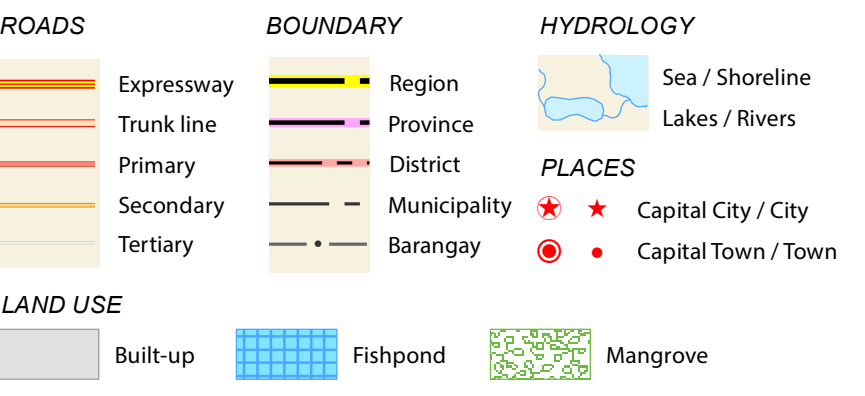 ROADS
Expressway
Trunk line
Primary
Secondary
Tertiary
BOUNDARY
Region
Province
District
Municipality
Barangay
HYDROLOGY
Sea / Shoreline
Lakes / Rivers
PLACES
Capital City / City
Capital Town / Town
LAND USE
Built-up
Fishpond
Mangrove